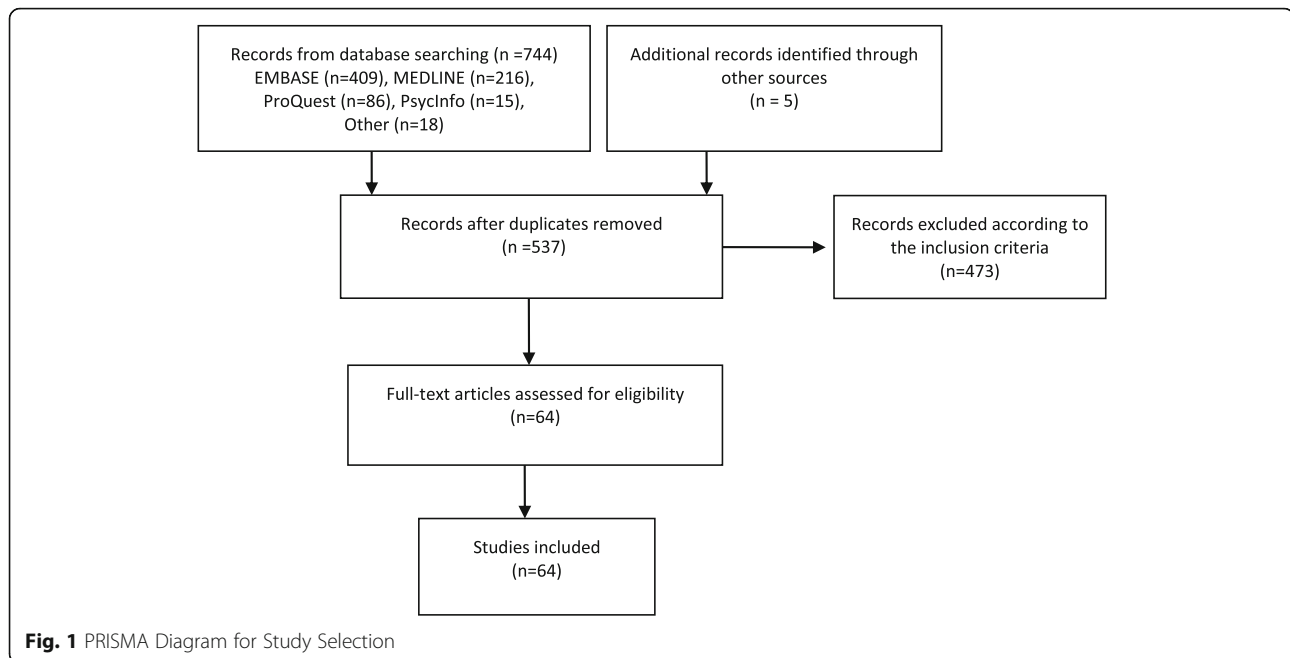 Records from database searching (n =744)
EMBASE (n=409), MEDLINE (n=216),
ProQuest (n=86), PsycInfo (n=15),
Other (n=18)
Additional records identified through
other sources
(n = 5)
Records after duplicates removed
(n =537)
Records excluded according to
the inclusion criteria
(n=473)
Full-text articles assessed for eligibility
(n=64)
Studies included
(n=64)
Fig. 1 PRISMA Diagram for Study Selection